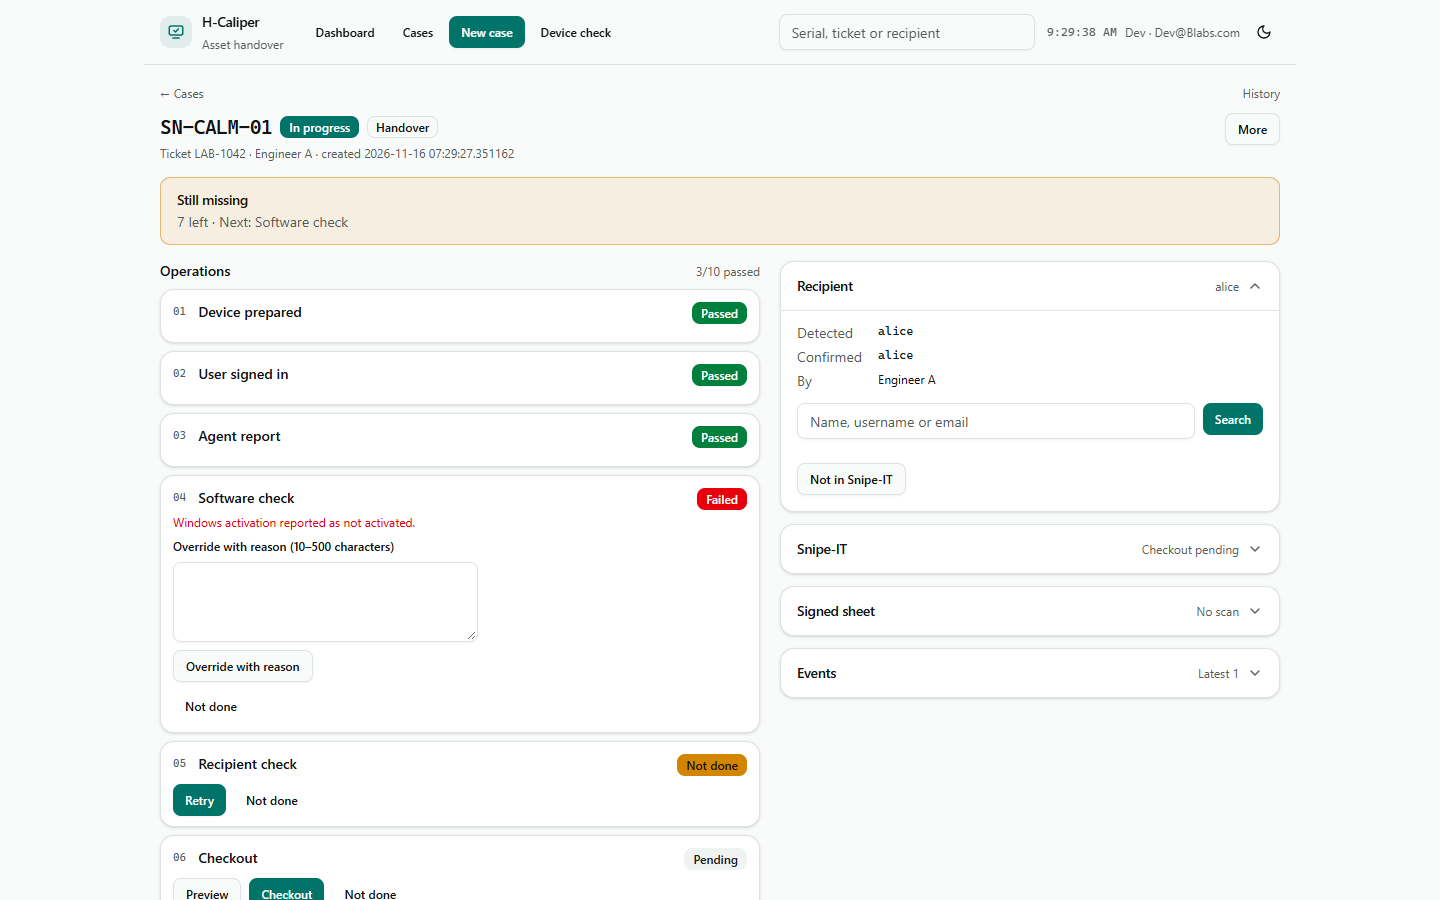 H-Caliper
Asset handover
Dashboard
Cases
New case
Device check
Serial, ticket or recipient
9:29:38 AM
Dev · Dev@Blabs.com
← Cases
History
SN-CALM-01
In progress
Handover
More
Ticket LAB-1042 · Engineer A · created 2026-11-16 07:29:27.351162
Still missing
7 left · Next: Software check
Operations
3/10 passed
01 Device prepared
Passed
02 User signed in
Passed
03 Agent report
Passed
04 Software check
Failed
Windows activation reported as not activated.
Override with reason (10–500 characters)
Override with reason
Not done
05 Recipient check
Not done
Retry
Not done
06 Checkout
Pending
Preview
Checkout
Not done
Recipient
alice
Detected alice
Confirmed alice
By Engineer A
Name, username or email
Search
Not in Snipe-IT
Snipe-IT
Checkout pending
Signed sheet
No scan
Events
Latest 1